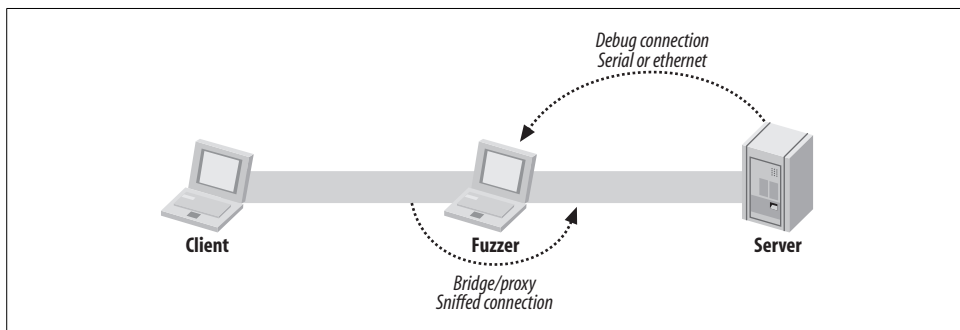 Debug connection
Serial or ethernet
Client
Fuzzer
Server
Bridge/proxy
Sniffed connection